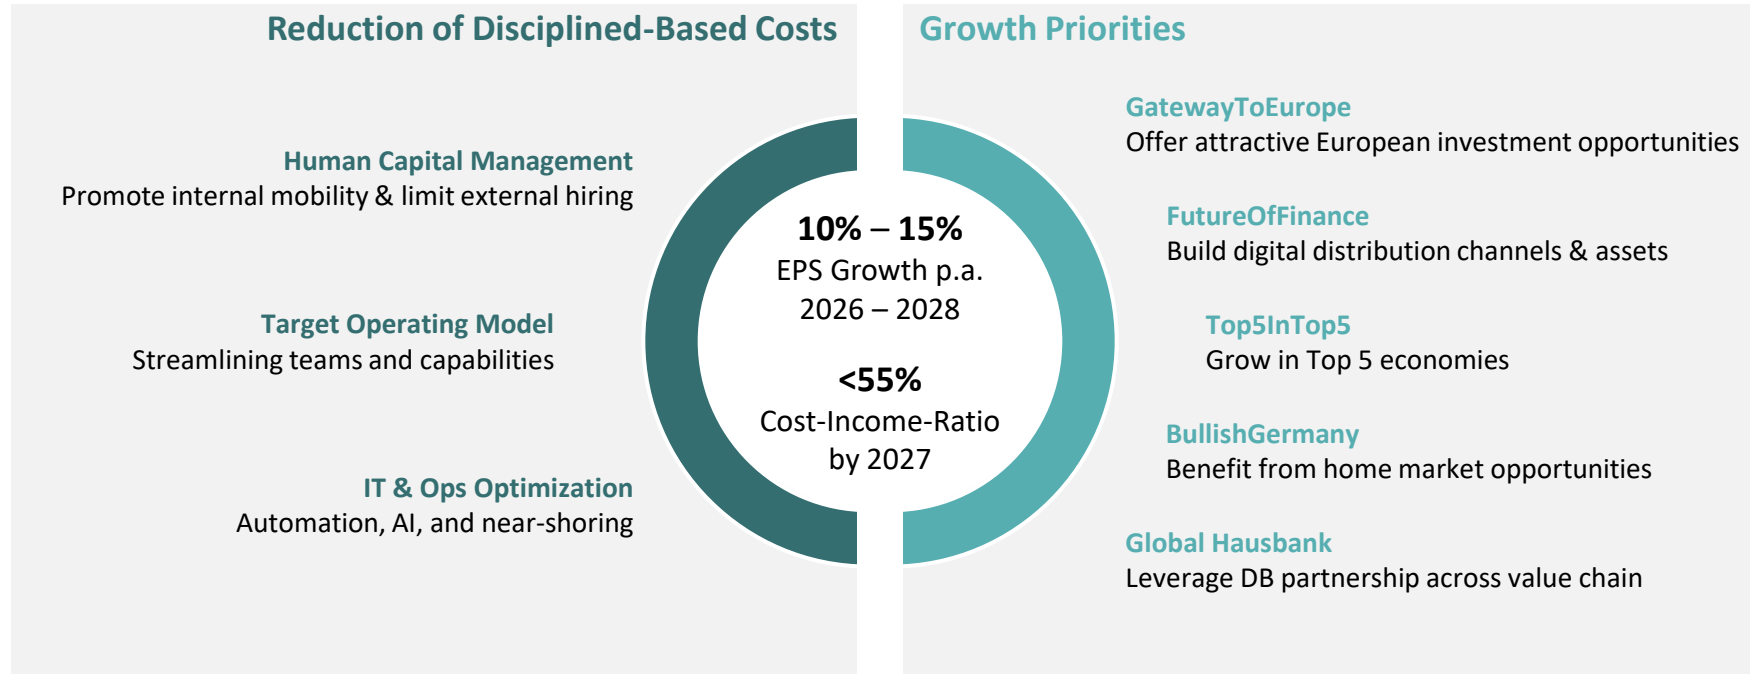 Reduction of Disciplined-Based Costs
Human Capital Management
Promote internal mobility & limit external hiring
Target Operating Model
Streamlining teams and capabilities
IT & Ops Optimization
Automation, AI, and near-shoring
10% – 15%
EPS Growth p.a.
2026 – 2028
<55%
Cost-Income-Ratio
by 2027
Growth Priorities
GatewayToEurope
Offer attractive European investment opportunities
FutureOfFinance
Build digital distribution channels & assets
Top5InTop5
Grow in Top 5 economies
BullishGermany
Benefit from home market opportunities
Global Hausbank
Leverage DB partnership across value chain